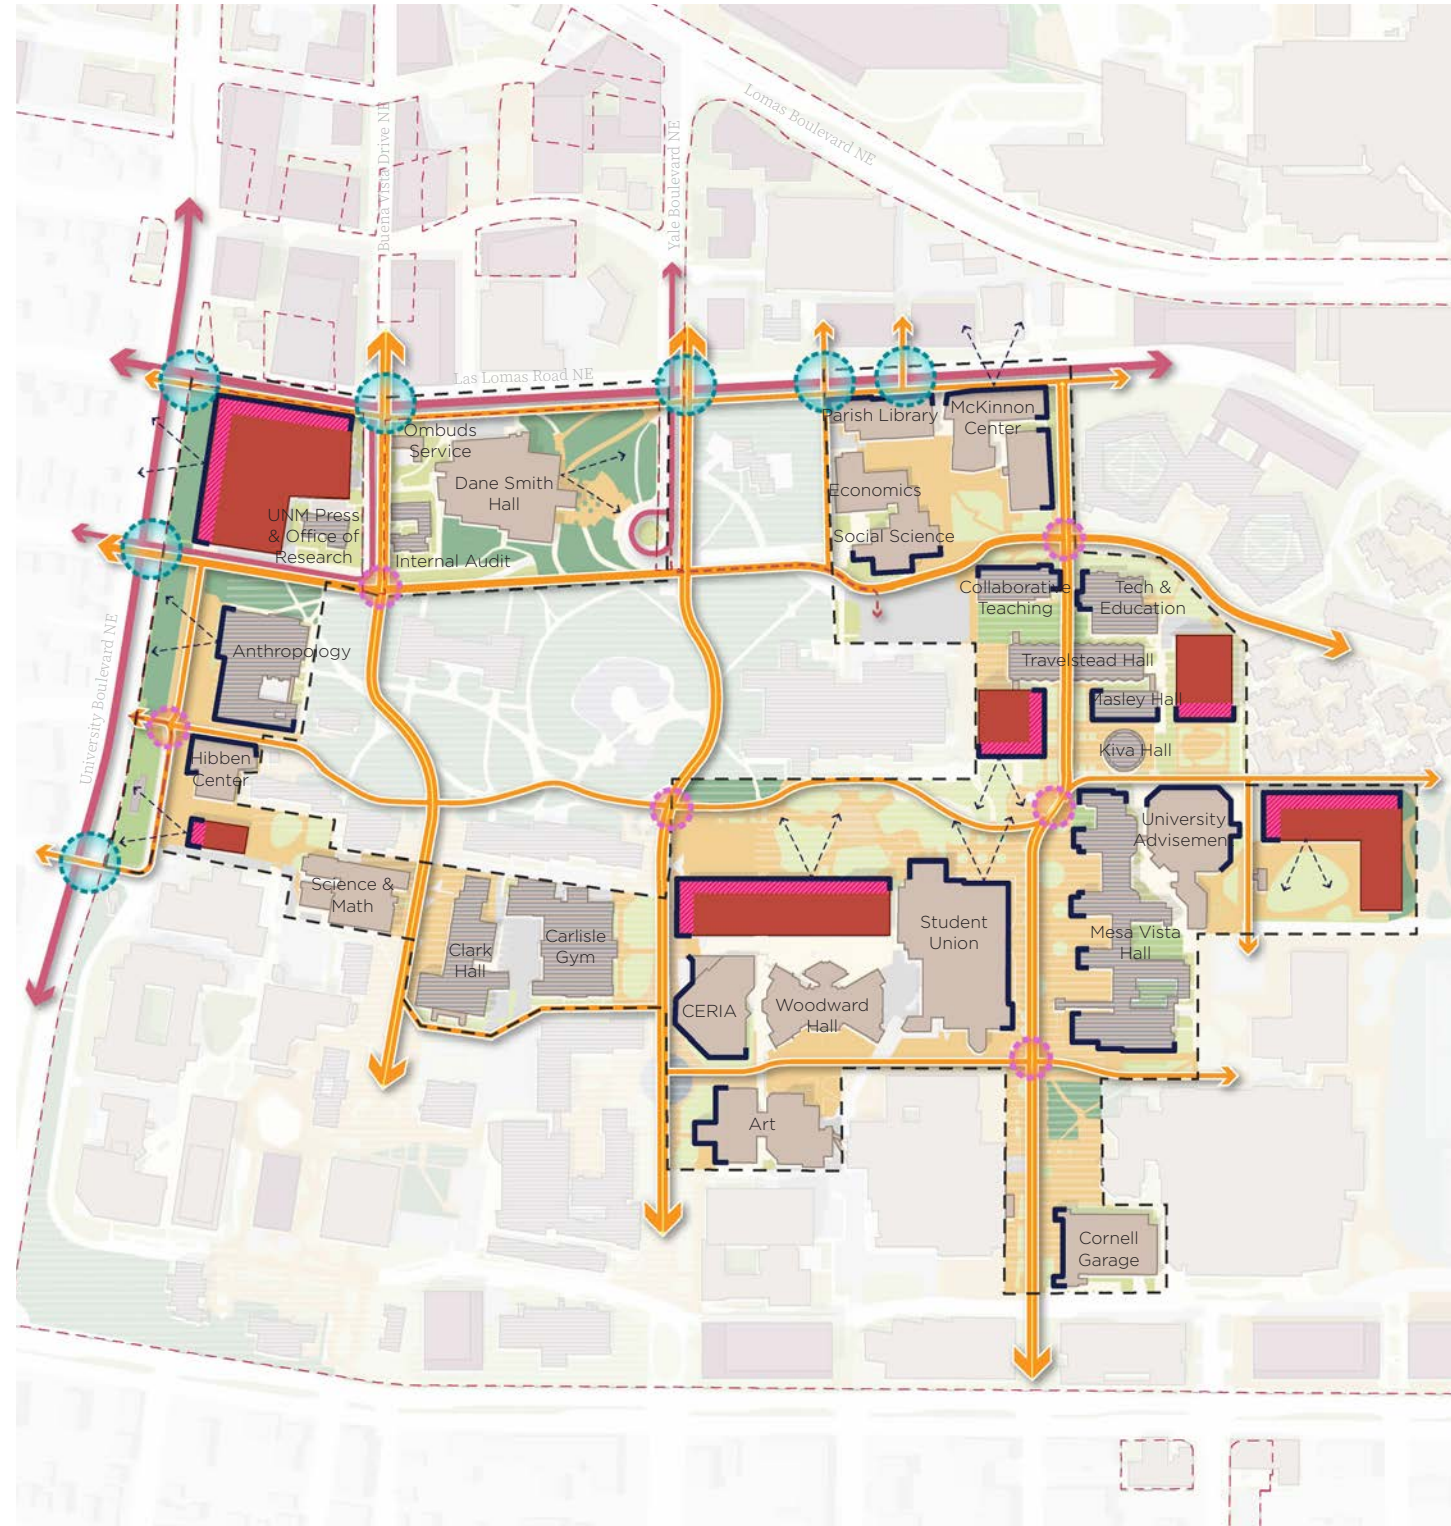 Lomas Boulevard NE
Buena Vista Drive NE
Yale Boulevard NE
Las Lomas Road NE
University Boulevard NE
Ombuds
Service
Dane Smith
Hall
UNM Press
& Office of
Research
Internal Audit
Parish Library
McKinnon
Center
Economics
Social Science
Collaborative
Teaching
Tech &
Education
Travelstead Hall
Masley Hall
Kiva Hall
Anthropology
Hibben
Center
University
Advisemen
Science &
Math
Clark
Hall
Carlisle
Gym
Student
Union
Mesa Vista
Hall
CERIA
Woodward
Hall
Art
Cornell
Garage